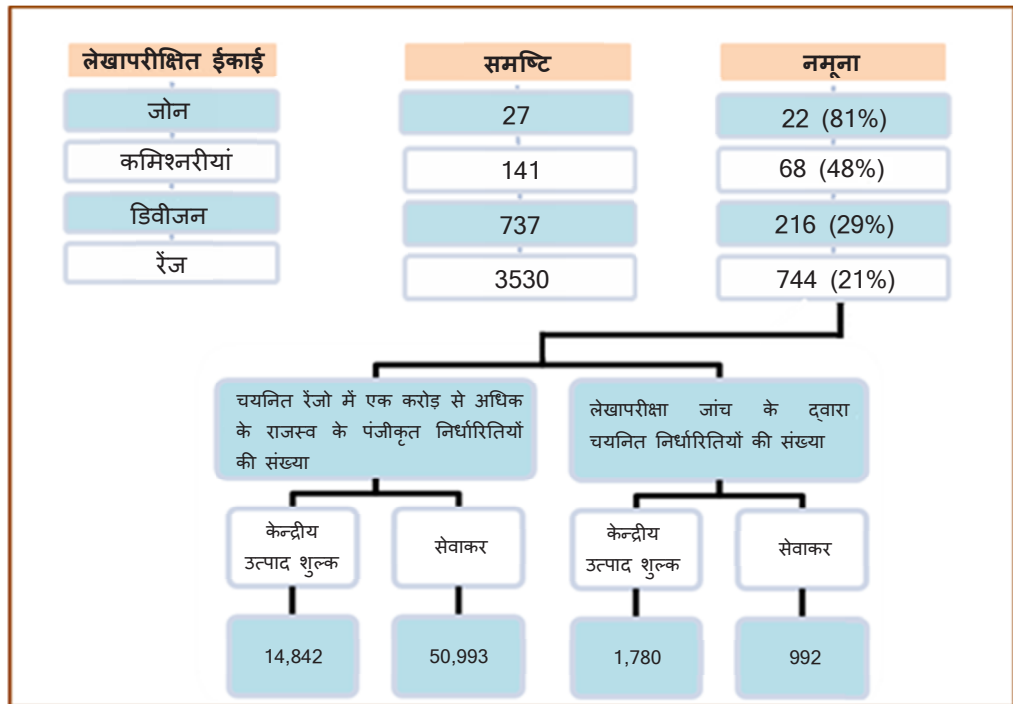 लेखापरीक्षित ईकाई समष्टि नमूना
जोन 27 22 (81%)
कमिश्नरीयां 141 68 (48%)
डिवीजन 737 216 (29%)
रेंज 3530 744 (21%)
चयनित रेंजो में एक करोड़ से अधिक
के राजस्व के पंजीकृत निर्धारितियों
की संख्या
लेखापरीक्षा जांच के द्वारा
चयनित निर्धारितियों की संख्या
केन्द्रीय
उत्पाद शुल्क
सेवाकर
केन्द्रीय
उत्पाद शुल्क
सेवाकर
14,842 50,993 1,780 992